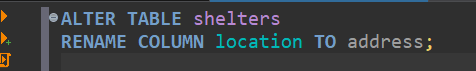 ALTER TABLE shelters
RENAME COLUMN location TO address;